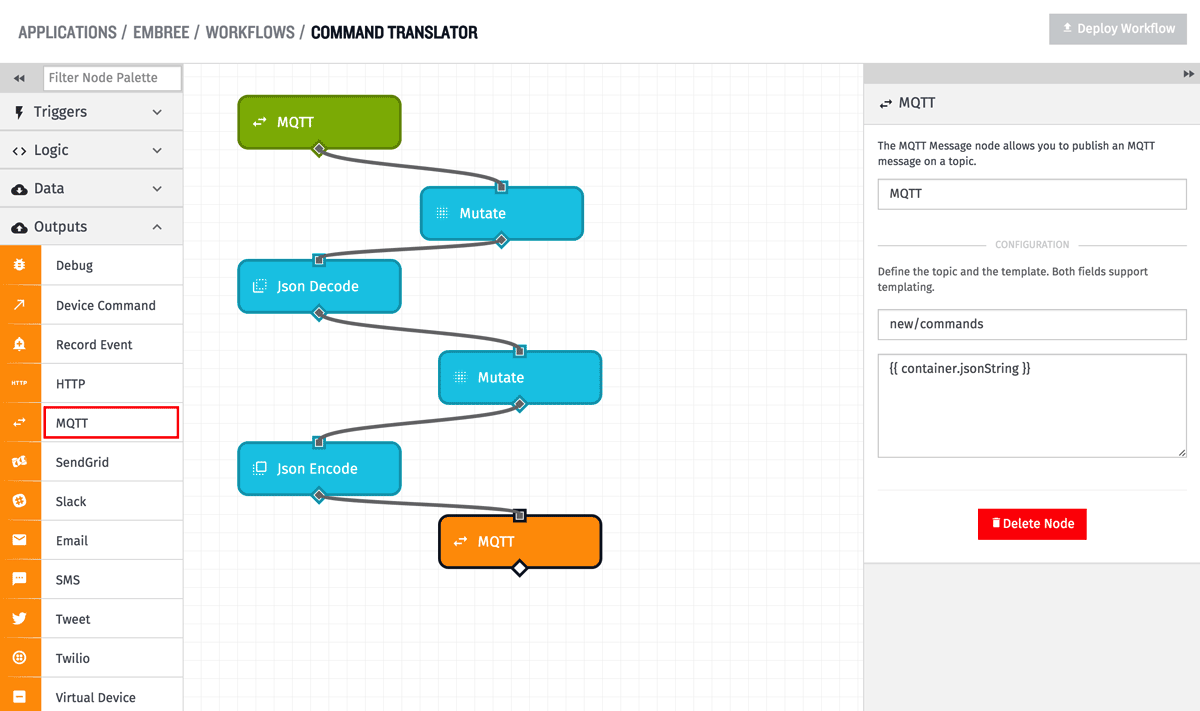 APPLICATIONS / EMBREE / WORKFLOWS / COMMAND TRANSLATOR
Deploy Workflow
Filter Node Palette
Triggers
Logic
Data
Outputs
Debug
Device Command
Record Event
HTTP
HTTP
MQTT
SendGrid
Slack
Email
SMS
Tweet
Twilio
Virtual Device
MQTT
Mutate
Json Decode
Mutate
Json Encode
MQTT
MQTT
The MQTT Message node allows you to publish an MQTT
message on a topic.
MQTT
CONFIGURATION
Define the topic and the template. Both fields support
templating.
new/commands
{{ container.jsonString }}
Delete Node